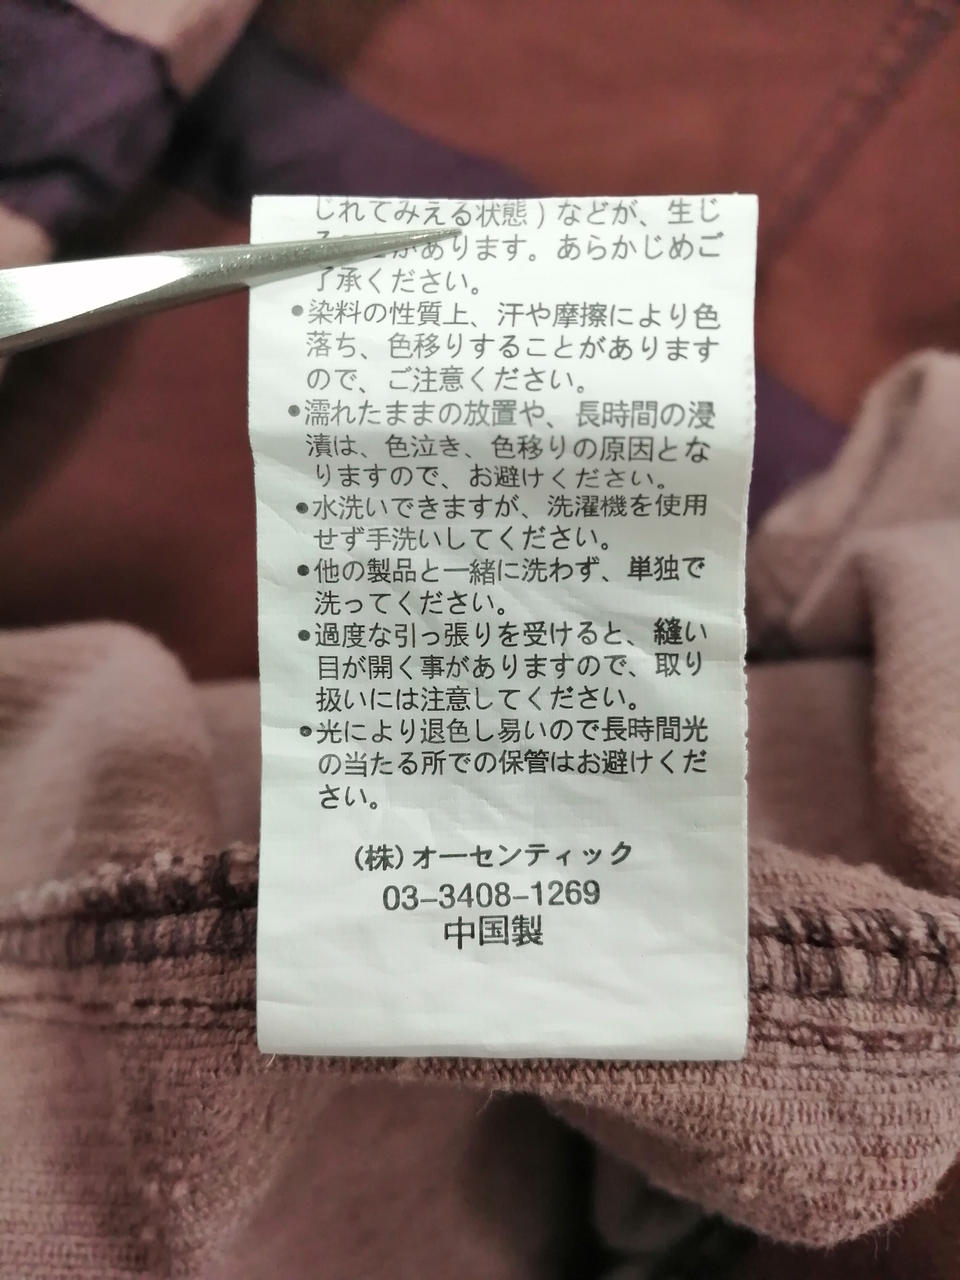 じれてみえる状態)などが、生じ
があります。あらかじめご
了承ください。
●染料の性質上、汗や摩擦により色
落ち、色移りすることがあります
ので、ご注意ください。
●濡れたままの放置や、長時間の浸
漬は、色泣き、色移りの原因とな
りますので、お避けください。
●水洗いできますが、洗濯機を使用
せず手洗いしてください。
●他の製品と一緒に洗わず、単独で
洗ってください。
●過度な引っ張りを受けると、縫い
目が開く事がありますので、取り
扱いには注意してください。
●光により退色し易いので長時間光
の当たる所での保管はお避けくだ
さい。
(株)オーセンティック
03-3408-1269
中国製